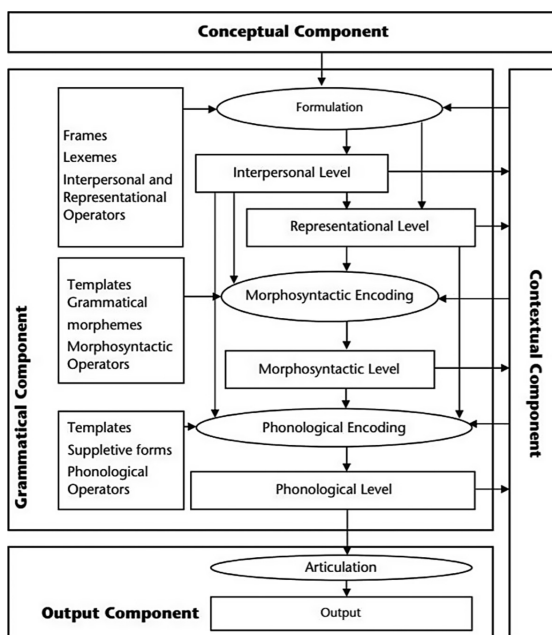 Conceptual Component
Formulation
Frames
Lexemes
Interpersonal and
Representational
Operators
Interpersonal Level
Representational Level
Templates
Grammatical
morphemes
Morphosyntactic
Operators
Morphosyntactic Encoding
Morphosyntactic Level
Templates
Suppletive forms
Phonological
Operators
Phonological Encoding
Phonological Level
Grammatical Component
Contextual Component
Articulation
Output Component
Output